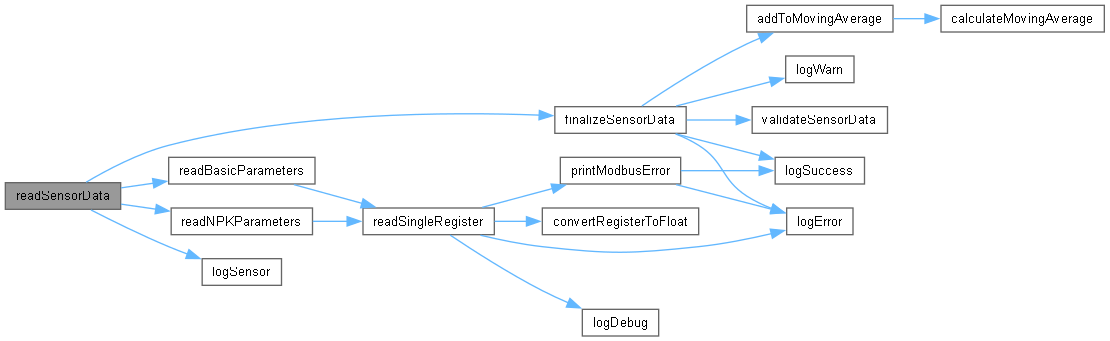 readSensorData
readBasicParameters
readNPKParameters
logSensor
readSingleRegister
finalizeSensorData
printModbusError
convertRegisterToFloat
logDebug
addToMovingAverage
logWarn
validateSensorData
logSuccess
logError
calculateMovingAverage